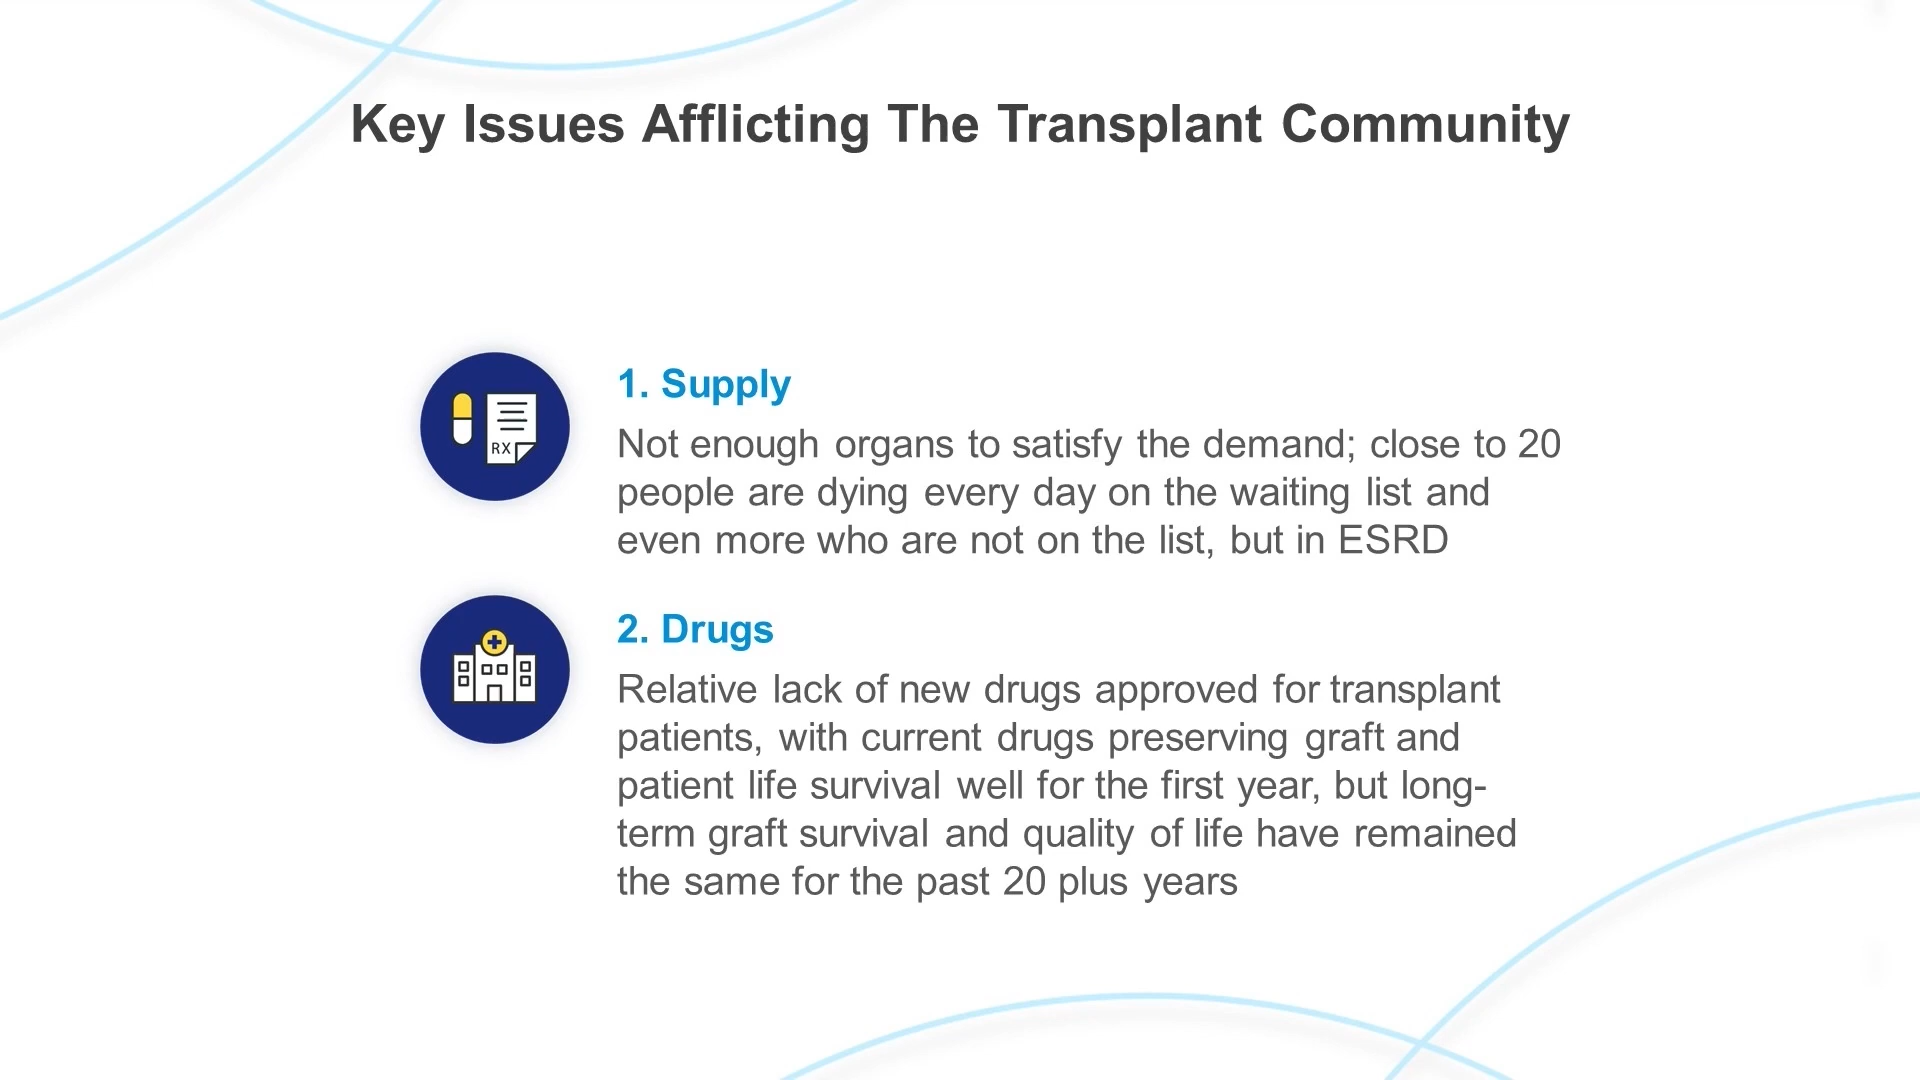 Key Issues Afflicting The Transplant Community
1. Supply
Not enough organs to satisfy the demand; close to 20
people are dying every day on the waiting list and
even more who are not on the list, but in ESRD
RX
2. Drugs
Relative lack of new drugs approved for transplant
patients, with current drugs preserving graft and
patient life survival well for the first year, but long-
term graft survival and quality of life have remained
the same for the past 20 plus years